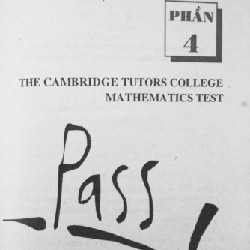 PHẦN
4
THE CAMBRIDGE TUTORS COLLEGE
MATHEMATICS TEST
Pass